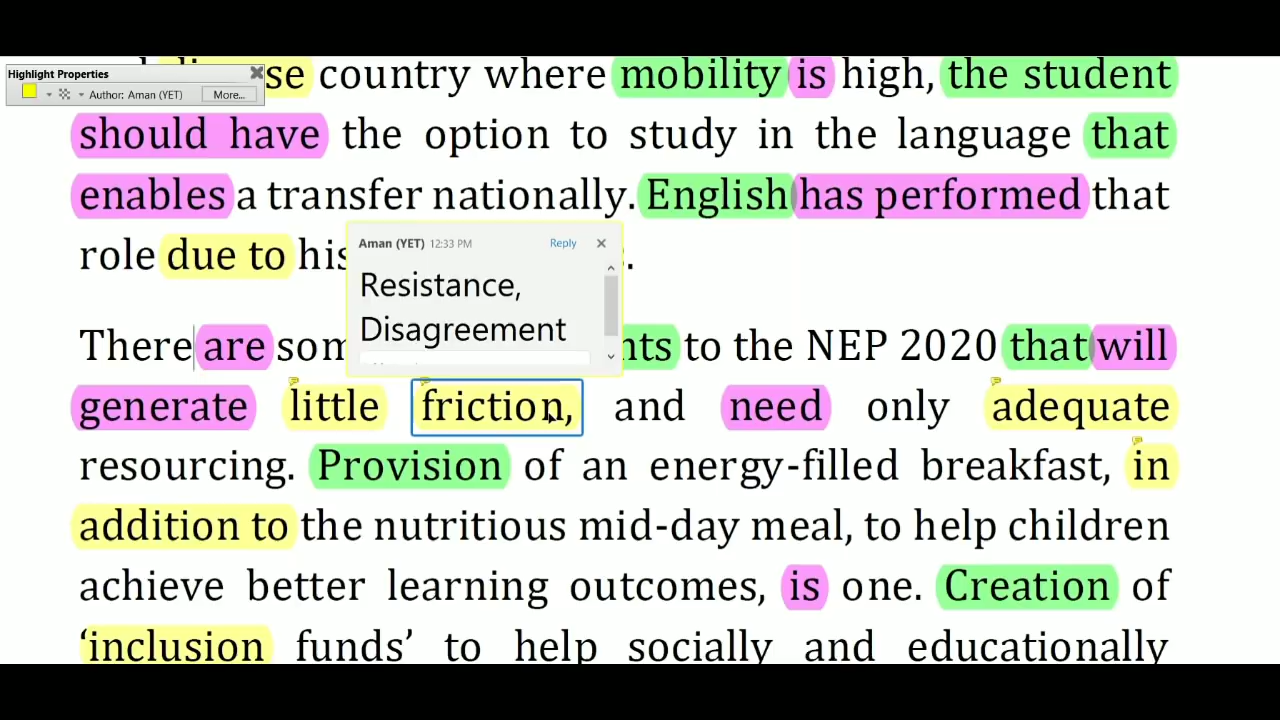 Highlight Properties
Author: Aman (YET) More...
se country where mobility is high, the student
should have the option to study in the language that
enables a transfer nationally. English has performed that
role due to his
Aman (YET) 12:33 PM Reply
Resistance,
Disagreement
There are som nts to the NEP 2020 that will
generate little friction, and need only adequate
resourcing. Provision of an energy-filled breakfast, in
addition to the nutritious mid-day meal, to help children
achieve better learning outcomes, is one. Creation of
‘inclusion funds’ to help socially and educationally